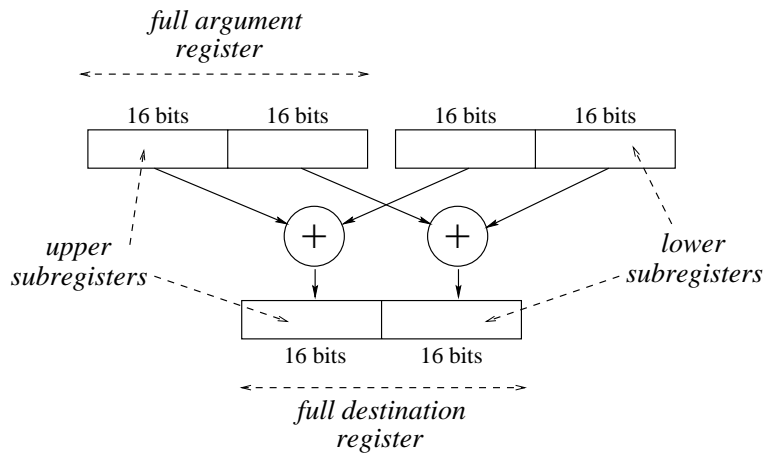 full argument
register
16 bits 16 bits 16 bits 16 bits
+ +
upper
subregisters
lower
subregisters
16 bits 16 bits
full destination
register